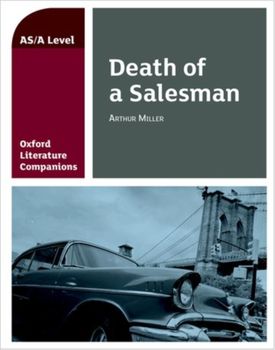 AS/A Level
Oxford
Literature
Companions
Death of
a Salesman
ARTHUR MILLER